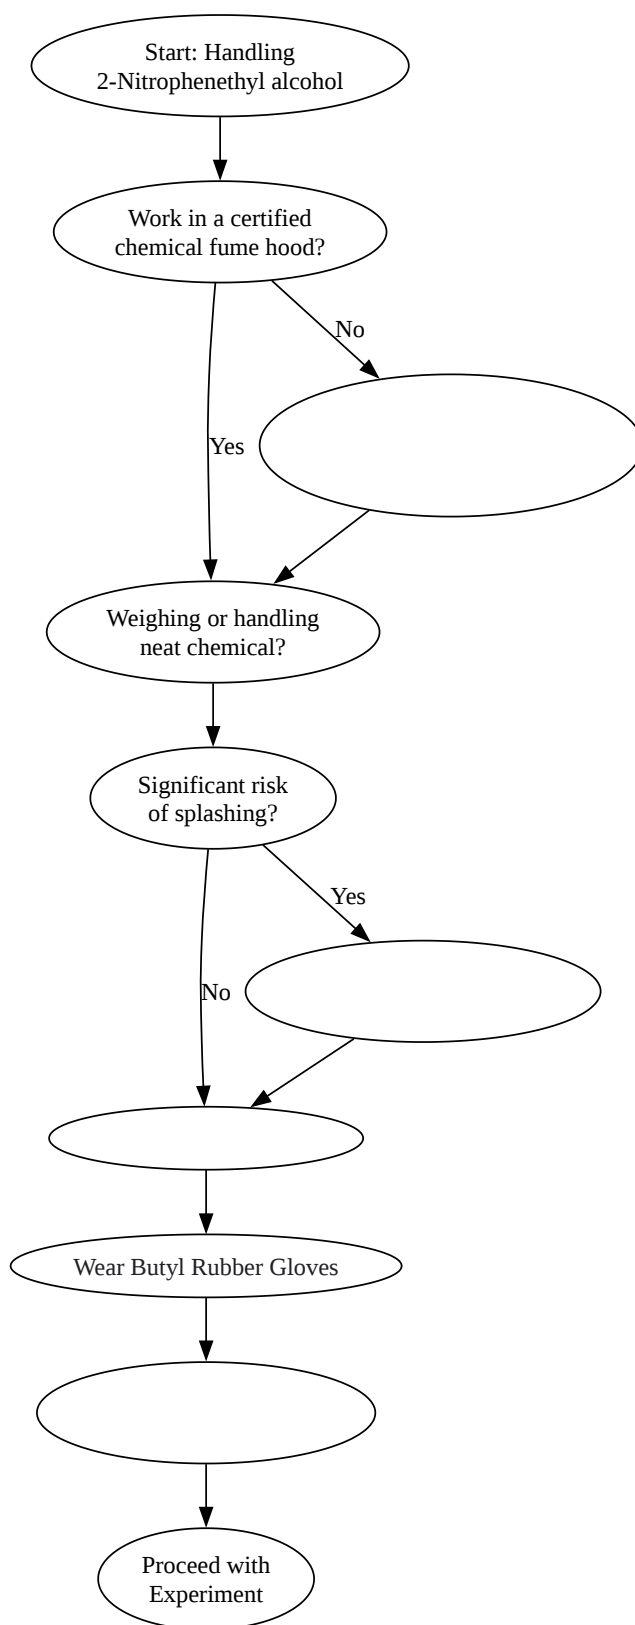 Start: Handling
2-Nitrophenethyl alcohol
Work in a certified
chemical fume hood?
No
Yes
Weighing or handling
neat chemical?
Significant risk
of splashing?
Yes
No
Wear Butyl Rubber Gloves
Proceed with
Experiment